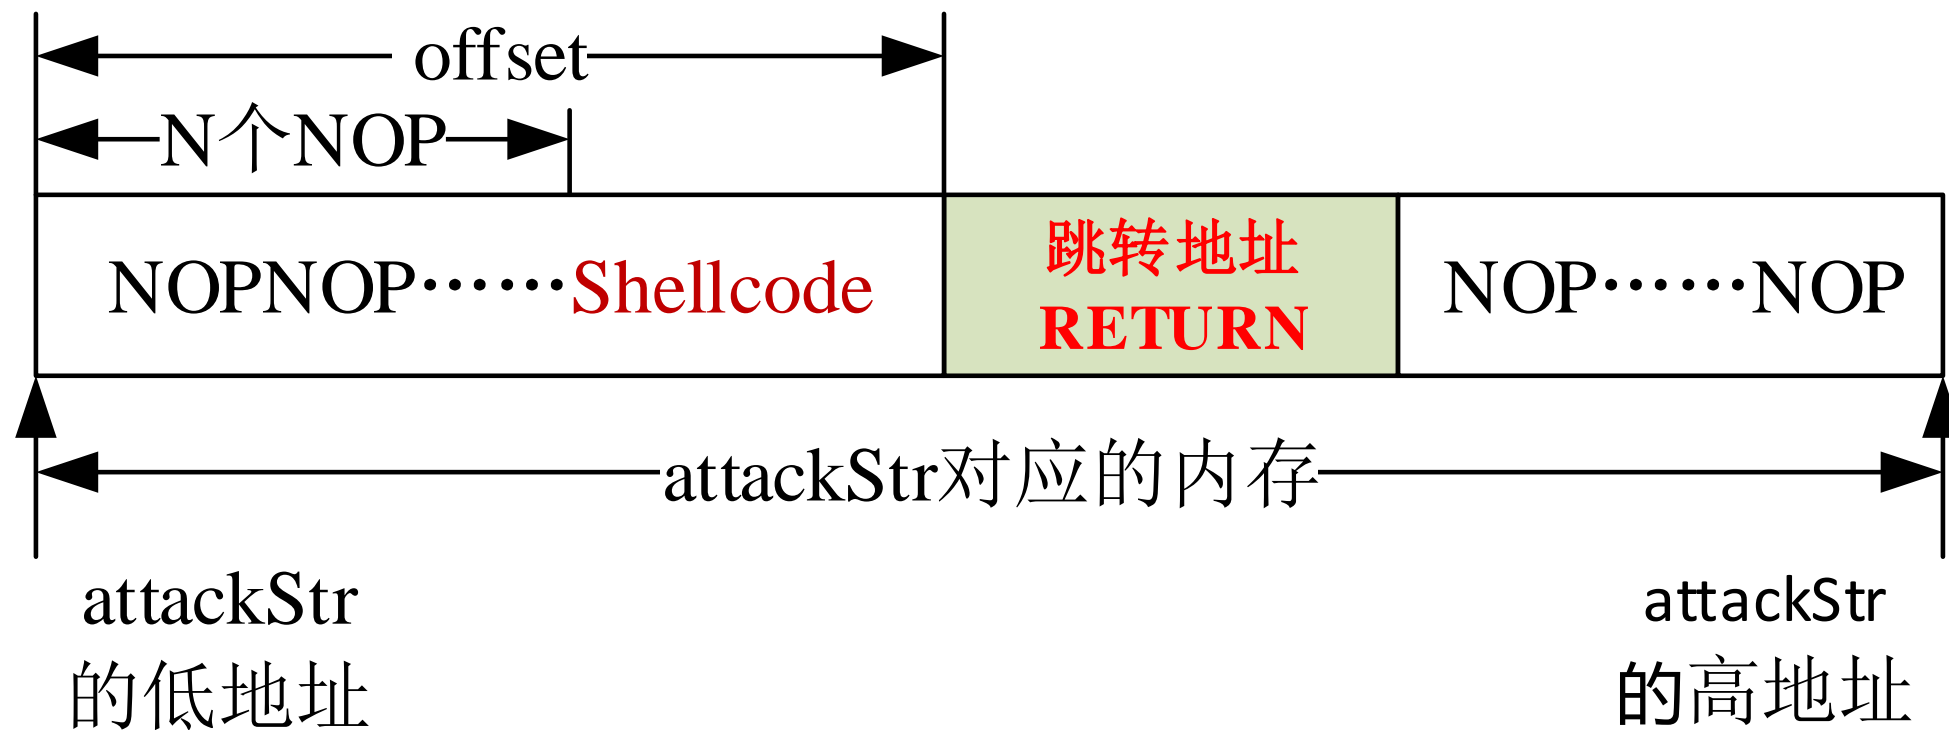 offset
N个NOP
NOPNOP……Shellcode
跳转地址
RETURN
NOP……NOP
attackStr对应的内存
attackStr
的低地址
attackStr
的高地址